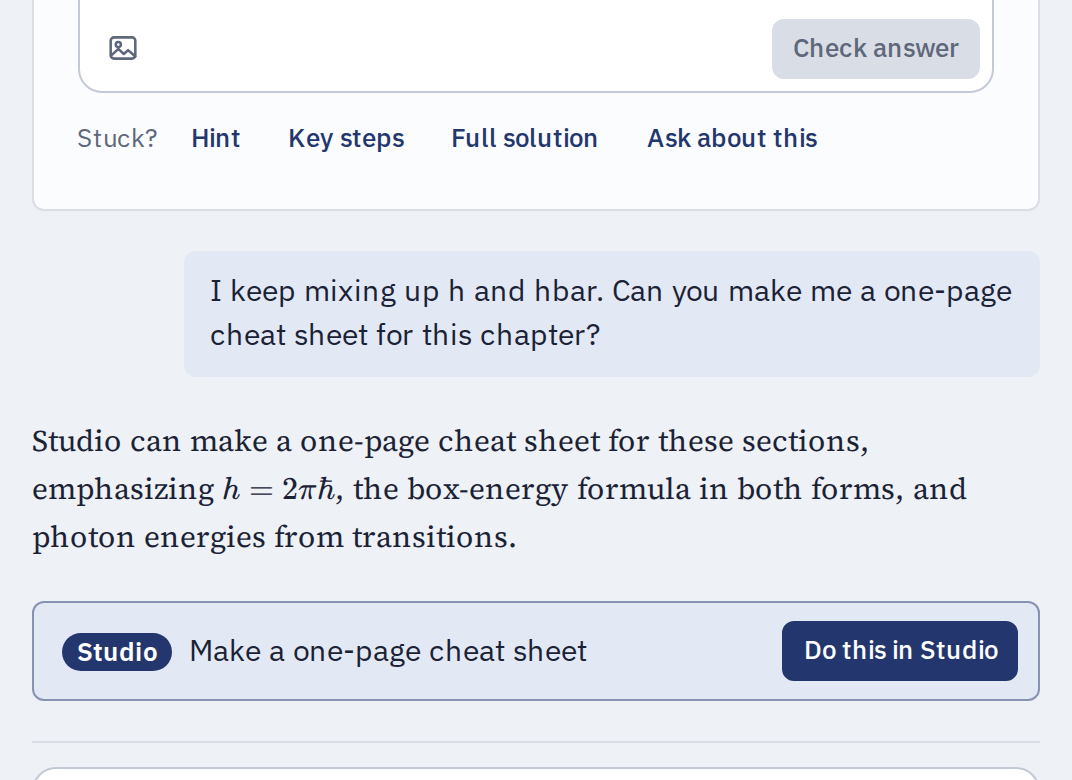 Check answer
Stuck? Hint Key steps Full solution Ask about this
I keep mixing up h and hbar. Can you make me a one-page
cheat sheet for this chapter?
Studio can make a one-page cheat sheet for these sections,
emphasizing h = 2πħ, the box-energy formula in both forms, and
photon energies from transitions.
Studio Make a one-page cheat sheet Do this in Studio